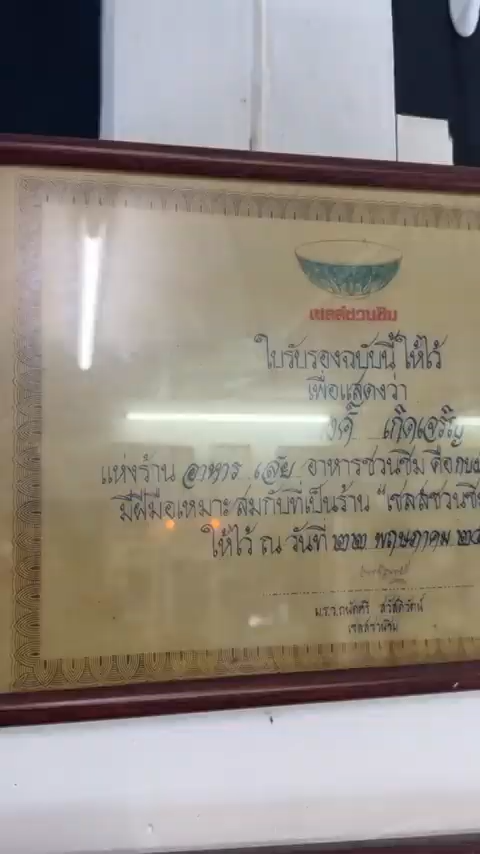 เชลล์ชวนชิม
ใบรับรองฉบับนี้ ให้ไว้
เพื่อแสดงว่า
เกิดเจริญ
แห่งร้าน อาหาร อาหารชวนชิม คือ
มีฝีมือเหมาะสมกับที่เป็นร้าน "เชลล์ชวนชิ
ให้ไว้ ณ วันที่ ๒๒ พฤษภาคม ๒๕
ม.ร.ว.ถนัดศรี สวัสดิวัตน์
เชลล์ชวนชิม